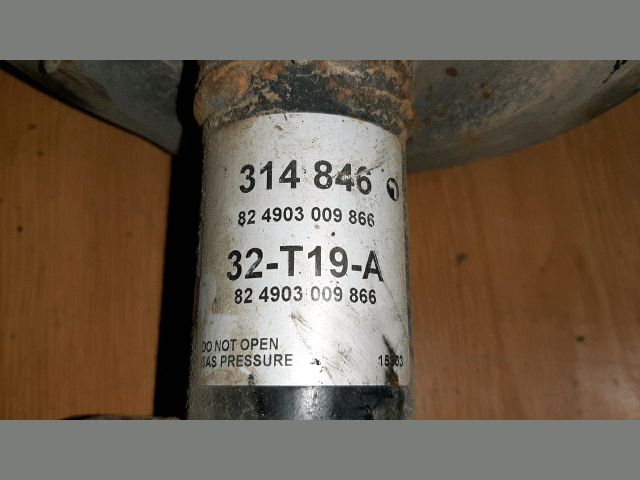 314 846
82 4903 009 866
32-T19-A
82 4903 009 866
DO NOT OPEN
GAS PRESSURE